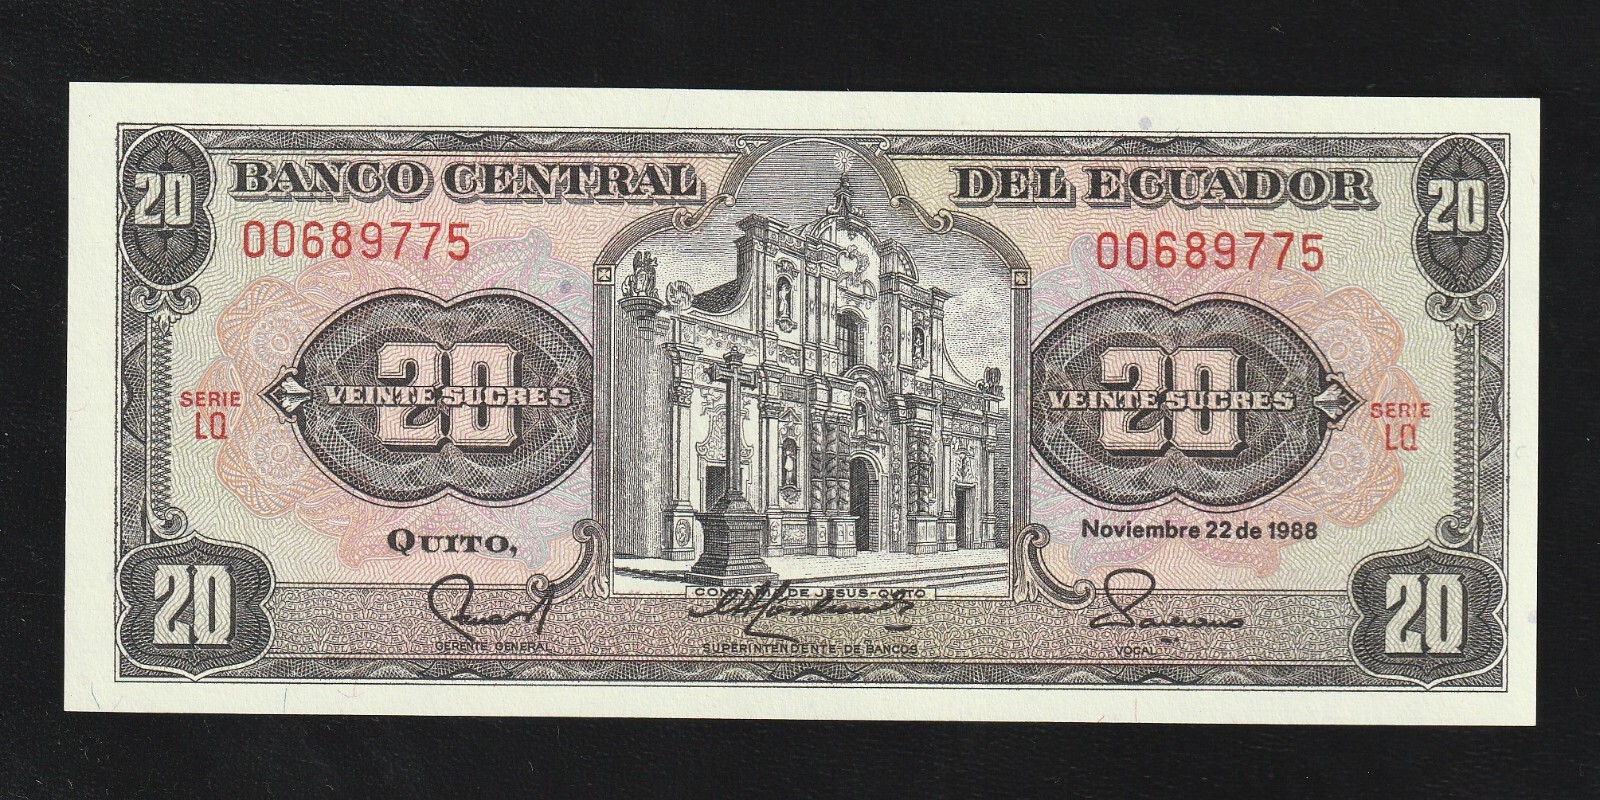 20
BANCO CENTRAL
DEL ECUADOR
20
00689775
00689775
20
VEINTE SUCRES
20
VEINTE SUCRES
SERIE
LQ
SERIE
LQ
QUITO,
Noviembre 22 de 1988
20
COMPAÑIA DE JESUS-QUITO
20
GERENTE GENERAL
SUPERINTENDENTE DE BANCOS
VOCAL